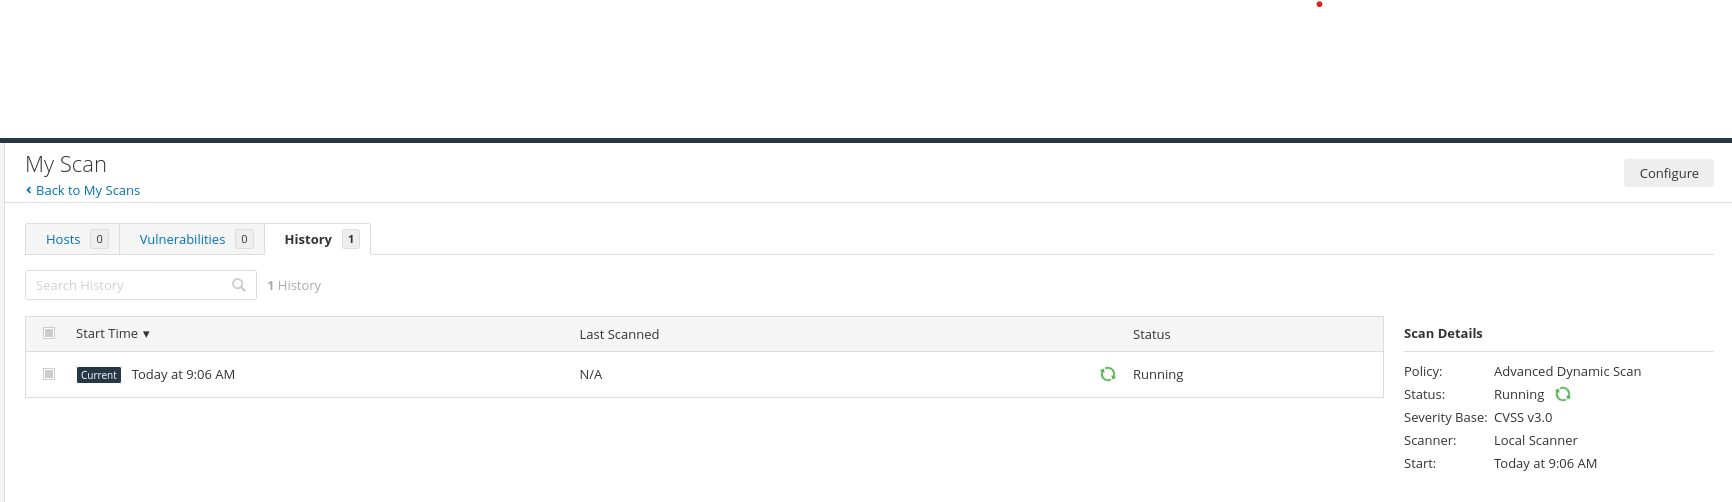 My Scan
Back to My Scans
Configure
Hosts 0 Vulnerabilities 0 History 1
Search History 1 History
Start Time ▾ Last Scanned Status
Current Today at 9:06 AM N/A Running
Scan Details
Policy: Advanced Dynamic Scan
Status: Running
Severity Base: CVSS v3.0
Scanner: Local Scanner
Start: Today at 9:06 AM